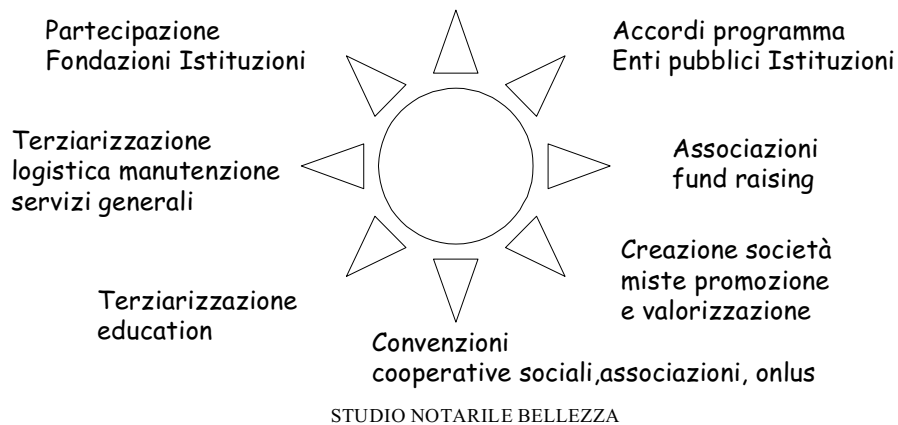 Partecipazione
Fondazioni Istituzioni
Accordi programma
Enti pubblici Istituzioni
Terziarizzazione
logistica manutenzione
servizi generali
Associazioni
fund raising
Creazione società
miste promozione
e valorizzazione
Terziarizzazione
education
Convenzioni
cooperative sociali,associazioni, onlus
STUDIO NOTARILE BELLEZZA